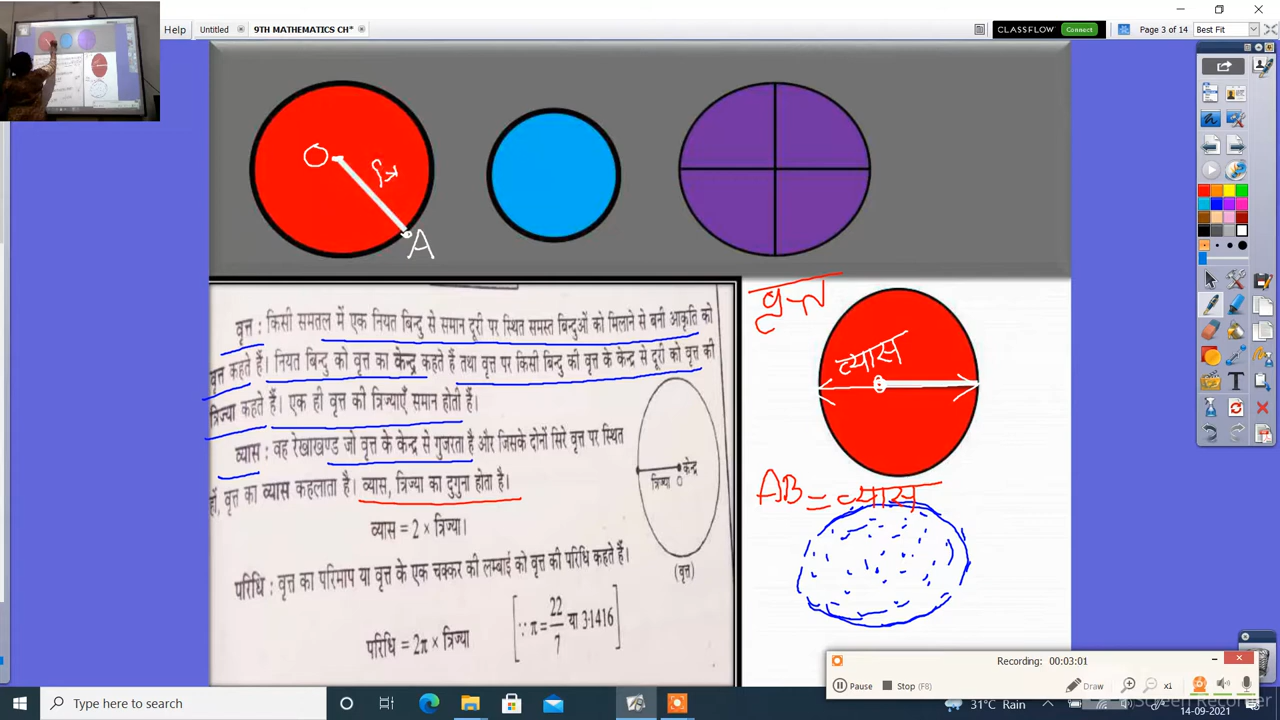 Help
Untitled
9TH MATHEMATICS CH*
CLASSFLOW
Connect
Page 3 of 14
Best Fit
O
A
वृत्त
वृत्त : किसी समतल में एक नियत बिन्दु से समान दूरी पर स्थित समस्त बिन्दुओं को मिलाने से बनी आकृति को
वृत्त कहते हैं। नियत बिन्दु को वृत्त का केन्द्र कहते हैं तथा वृत्त पर किसी बिन्दु की वृत्त के केन्द्र से दूरी को वृत्त की
त्रिज्या कहते हैं। एक ही वृत्त की त्रिज्याएँ समान होती हैं।
व्यास : वह रेखाखण्ड जो वृत्त के केन्द्र से गुजरता है और जिसके दोनों सिरे वृत्त पर स्थित
हों, वृत्त का व्यास कहलाता है। व्यास, त्रिज्या का दुगुना होता है।
व्यास = 2 × त्रिज्या।
परिधि : वृत्त का परिमाप या वृत्त के एक चक्कर की लम्बाई को वृत्त की परिधि कहते हैं।
परिधि = 2π × त्रिज्या
[∵ π = 22/7 या 3·1416]
त्रिज्या
O
केन्द्र
(वृत्त)
व्यास
AB = व्यास
Recording: 00:03:01
Pause
Stop (F8)
Draw
x1
Screen Recorder
Type here to search
31°C Rain
14-09-2021